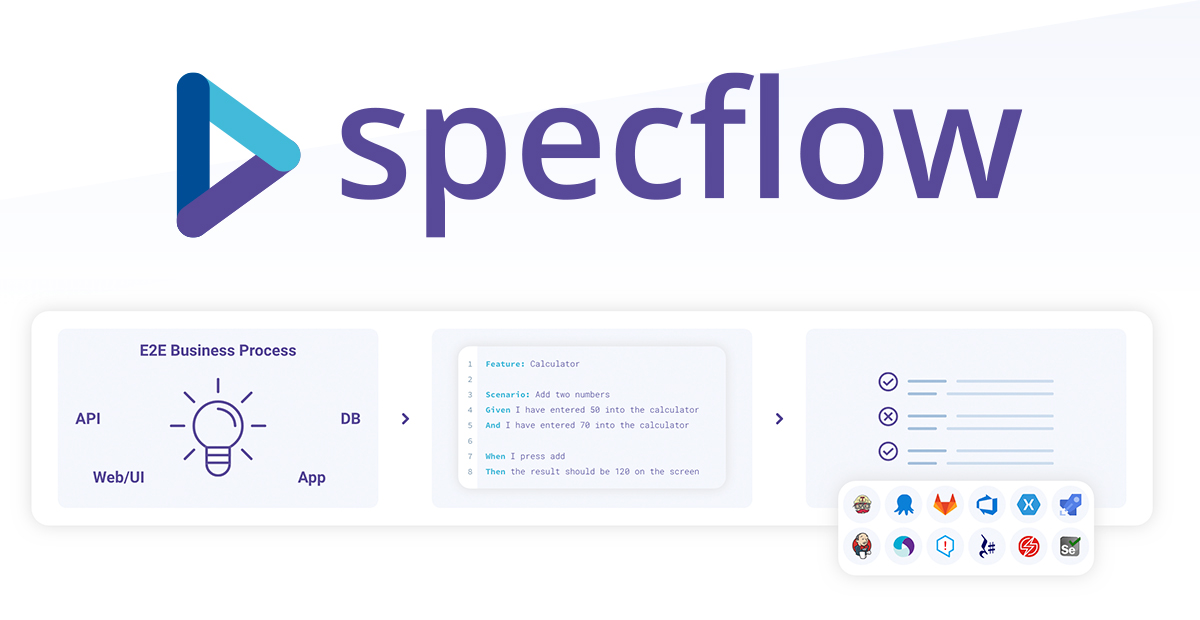 specflow
E2E Business Process
API
DB
Web/UI
App
1 Feature: Calculator
2
3 Scenario: Add two numbers
4 Given I have entered 50 into the calculator
5 And I have entered 70 into the calculator
6
7 When I press add
8 Then the result should be 120 on the screen
X
!
#
Se